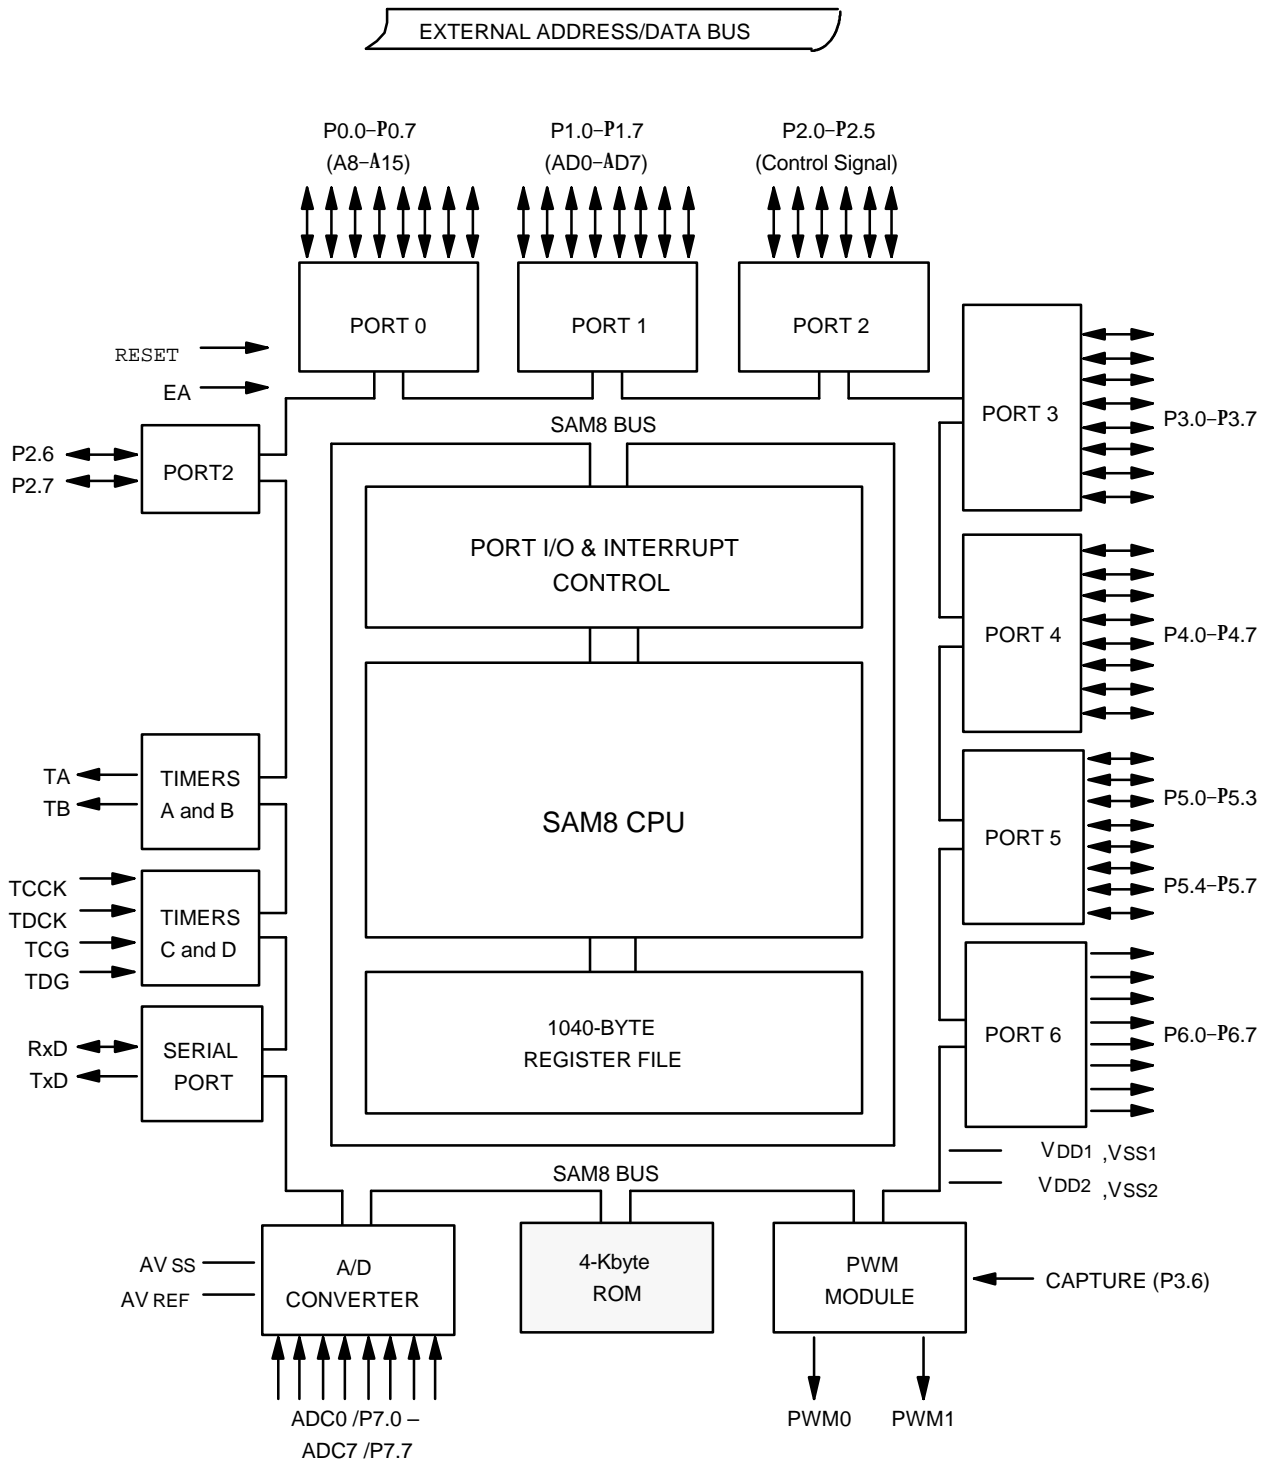 EXTERNAL ADDRESS/DATA BUS
P0.0–P0.7
(A8–A15)
P1.0–P1.7
(AD0–AD7)
P2.0–P2.5
(Control Signal)
PORT 0
PORT 1
PORT 2
RESET
EA
PORT 3
P3.0–P3.7
SAM8 BUS
P2.6
P2.7
PORT2
PORT I/O & INTERRUPT
CONTROL
PORT 4
P4.0–P4.7
TA
TB
TIMERS
A and B
SAM8 CPU
PORT 5
P5.0–P5.3
P5.4–P5.7
TCCK
TDCK
TCG
TDG
TIMERS
C and D
1040-BYTE
REGISTER FILE
PORT 6
P6.0–P6.7
RxD
TxD
SERIAL
PORT
VDD1 ,VSS1
VDD2 ,VSS2
SAM8 BUS
AV SS
AV REF
A/D
CONVERTER
4-Kbyte
ROM
PWM
MODULE
CAPTURE (P3.6)
ADC0 /P7.0 –
ADC7 /P7.7
PWM0
PWM1